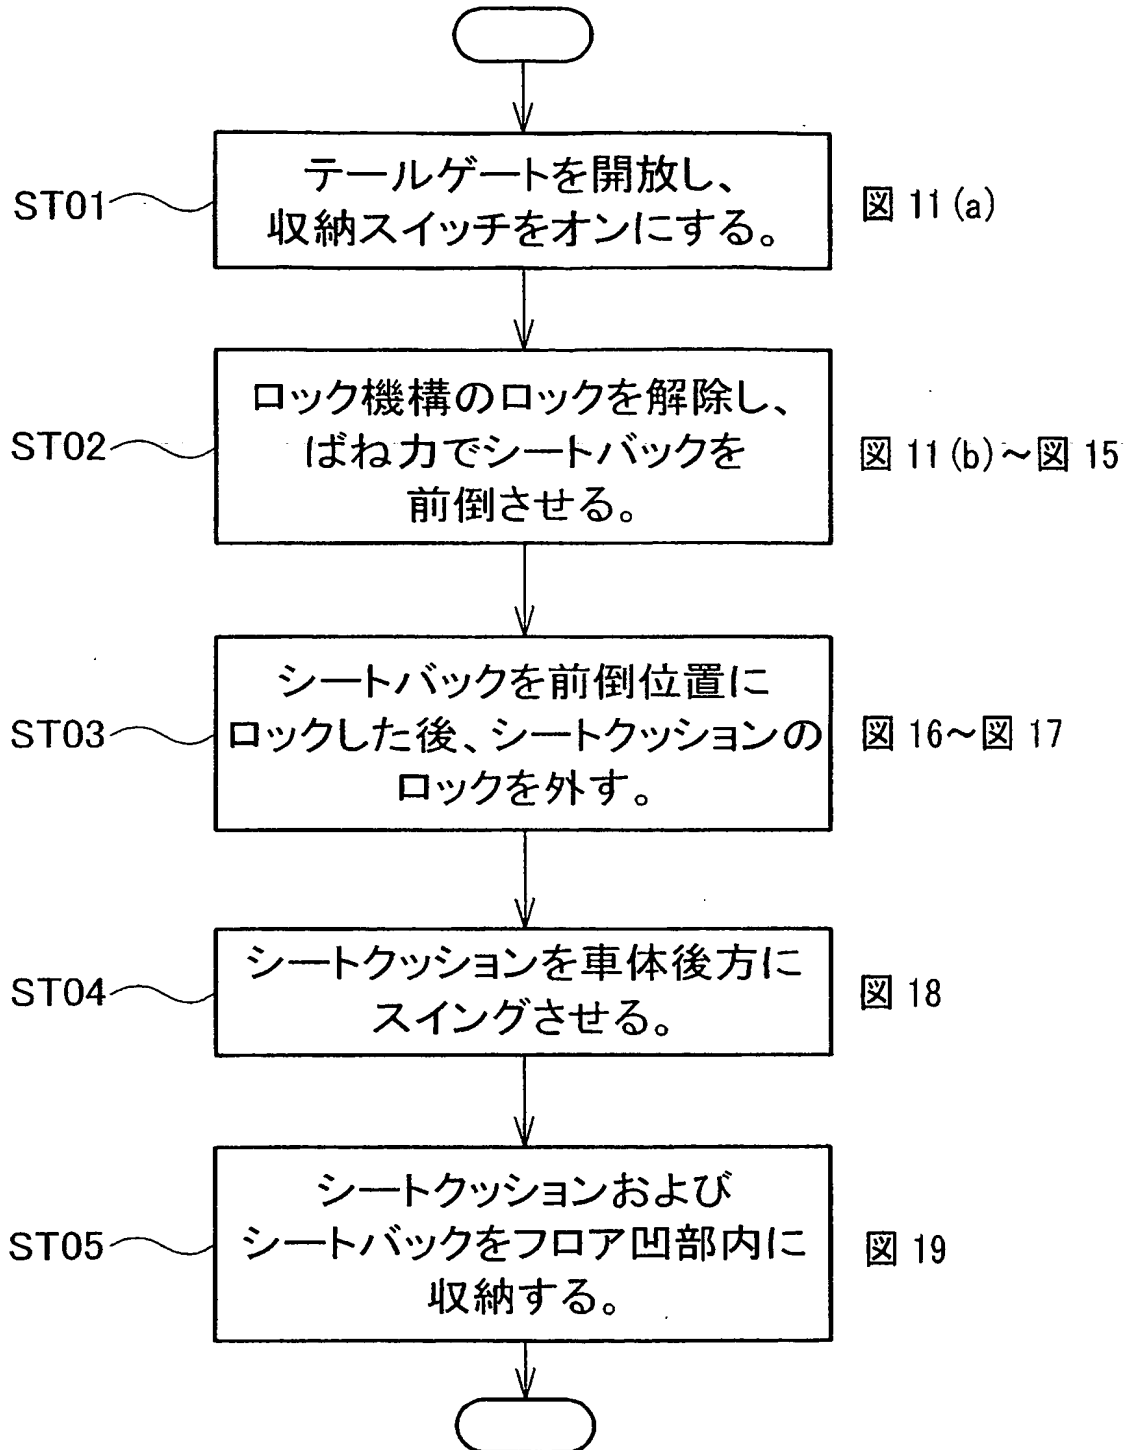 ST01
テールゲートを開放し、
収納スイッチをオンにする。
図 11(a)
ST02
ロック機構のロックを解除し、
ばね力でシートバックを
前倒させる。
図 11(b)～図 15
ST03
シートバックを前倒位置に
ロックした後、シートクッションの
ロックを外す。
図 16～図 17
ST04
シートクッションを車体後方に
スイングさせる。
図 18
ST05
シートクッションおよび
シートバックをフロア凹部内に
収納する。
図 19